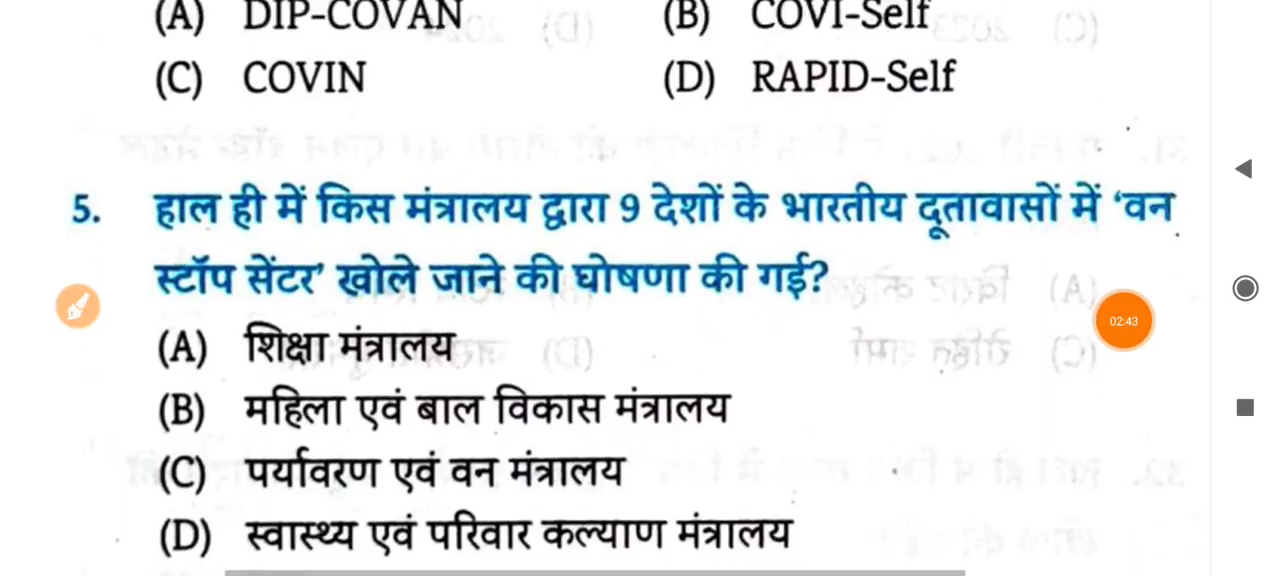 (A) DIP-COVAN (B) COVI-Self
(C) COVIN (D) RAPID-Self
5. हाल ही में किस मंत्रालय द्वारा 9 देशों के भारतीय दूतावासों में ‘वन
स्टॉप सेंटर’ खोले जाने की घोषणा की गई?
(A) शिक्षा मंत्रालय
02:43
(B) महिला एवं बाल विकास मंत्रालय
(C) पर्यावरण एवं वन मंत्रालय
(D) स्वास्थ्य एवं परिवार कल्याण मंत्रालय